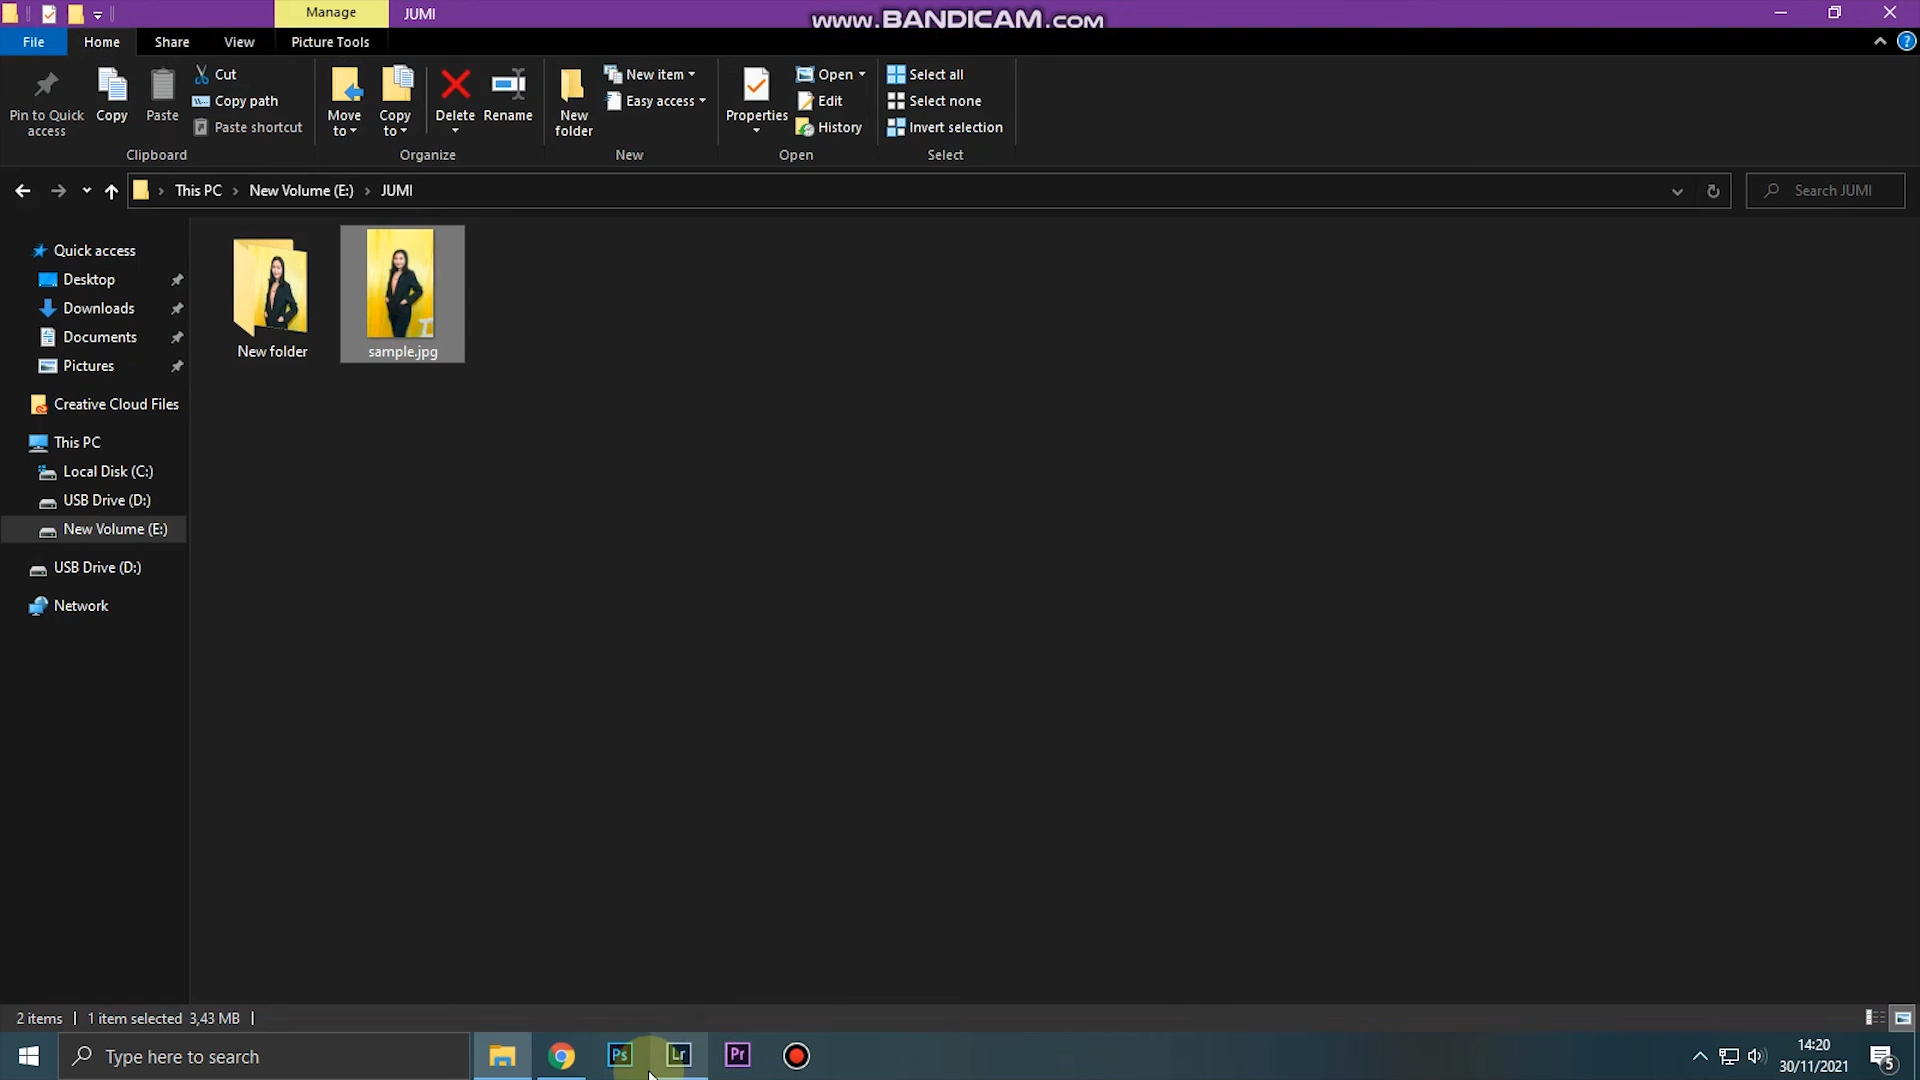 Manage
JUMI
www.BANDICAM.com
File
Home
Share
View
Picture Tools
Pin to Quick access
Copy
Paste
Cut
Copy path
Paste shortcut
Clipboard
Move to
Copy to
Delete
Rename
Organize
New folder
New item
Easy access
New
Properties
Open
Edit
History
Open
Select all
Select none
Invert selection
Select
This PC
New Volume (E:)
JUMI
Search JUMI
Quick access
Desktop
Downloads
Documents
Pictures
Creative Cloud Files
This PC
Local Disk (C:)
USB Drive (D:)
New Volume (E:)
USB Drive (D:)
Network
New folder
sample.jpg
2 items
1 item selected 3,43 MB
Type here to search
Ps
Lr
Pr
14:20
30/11/2021
5